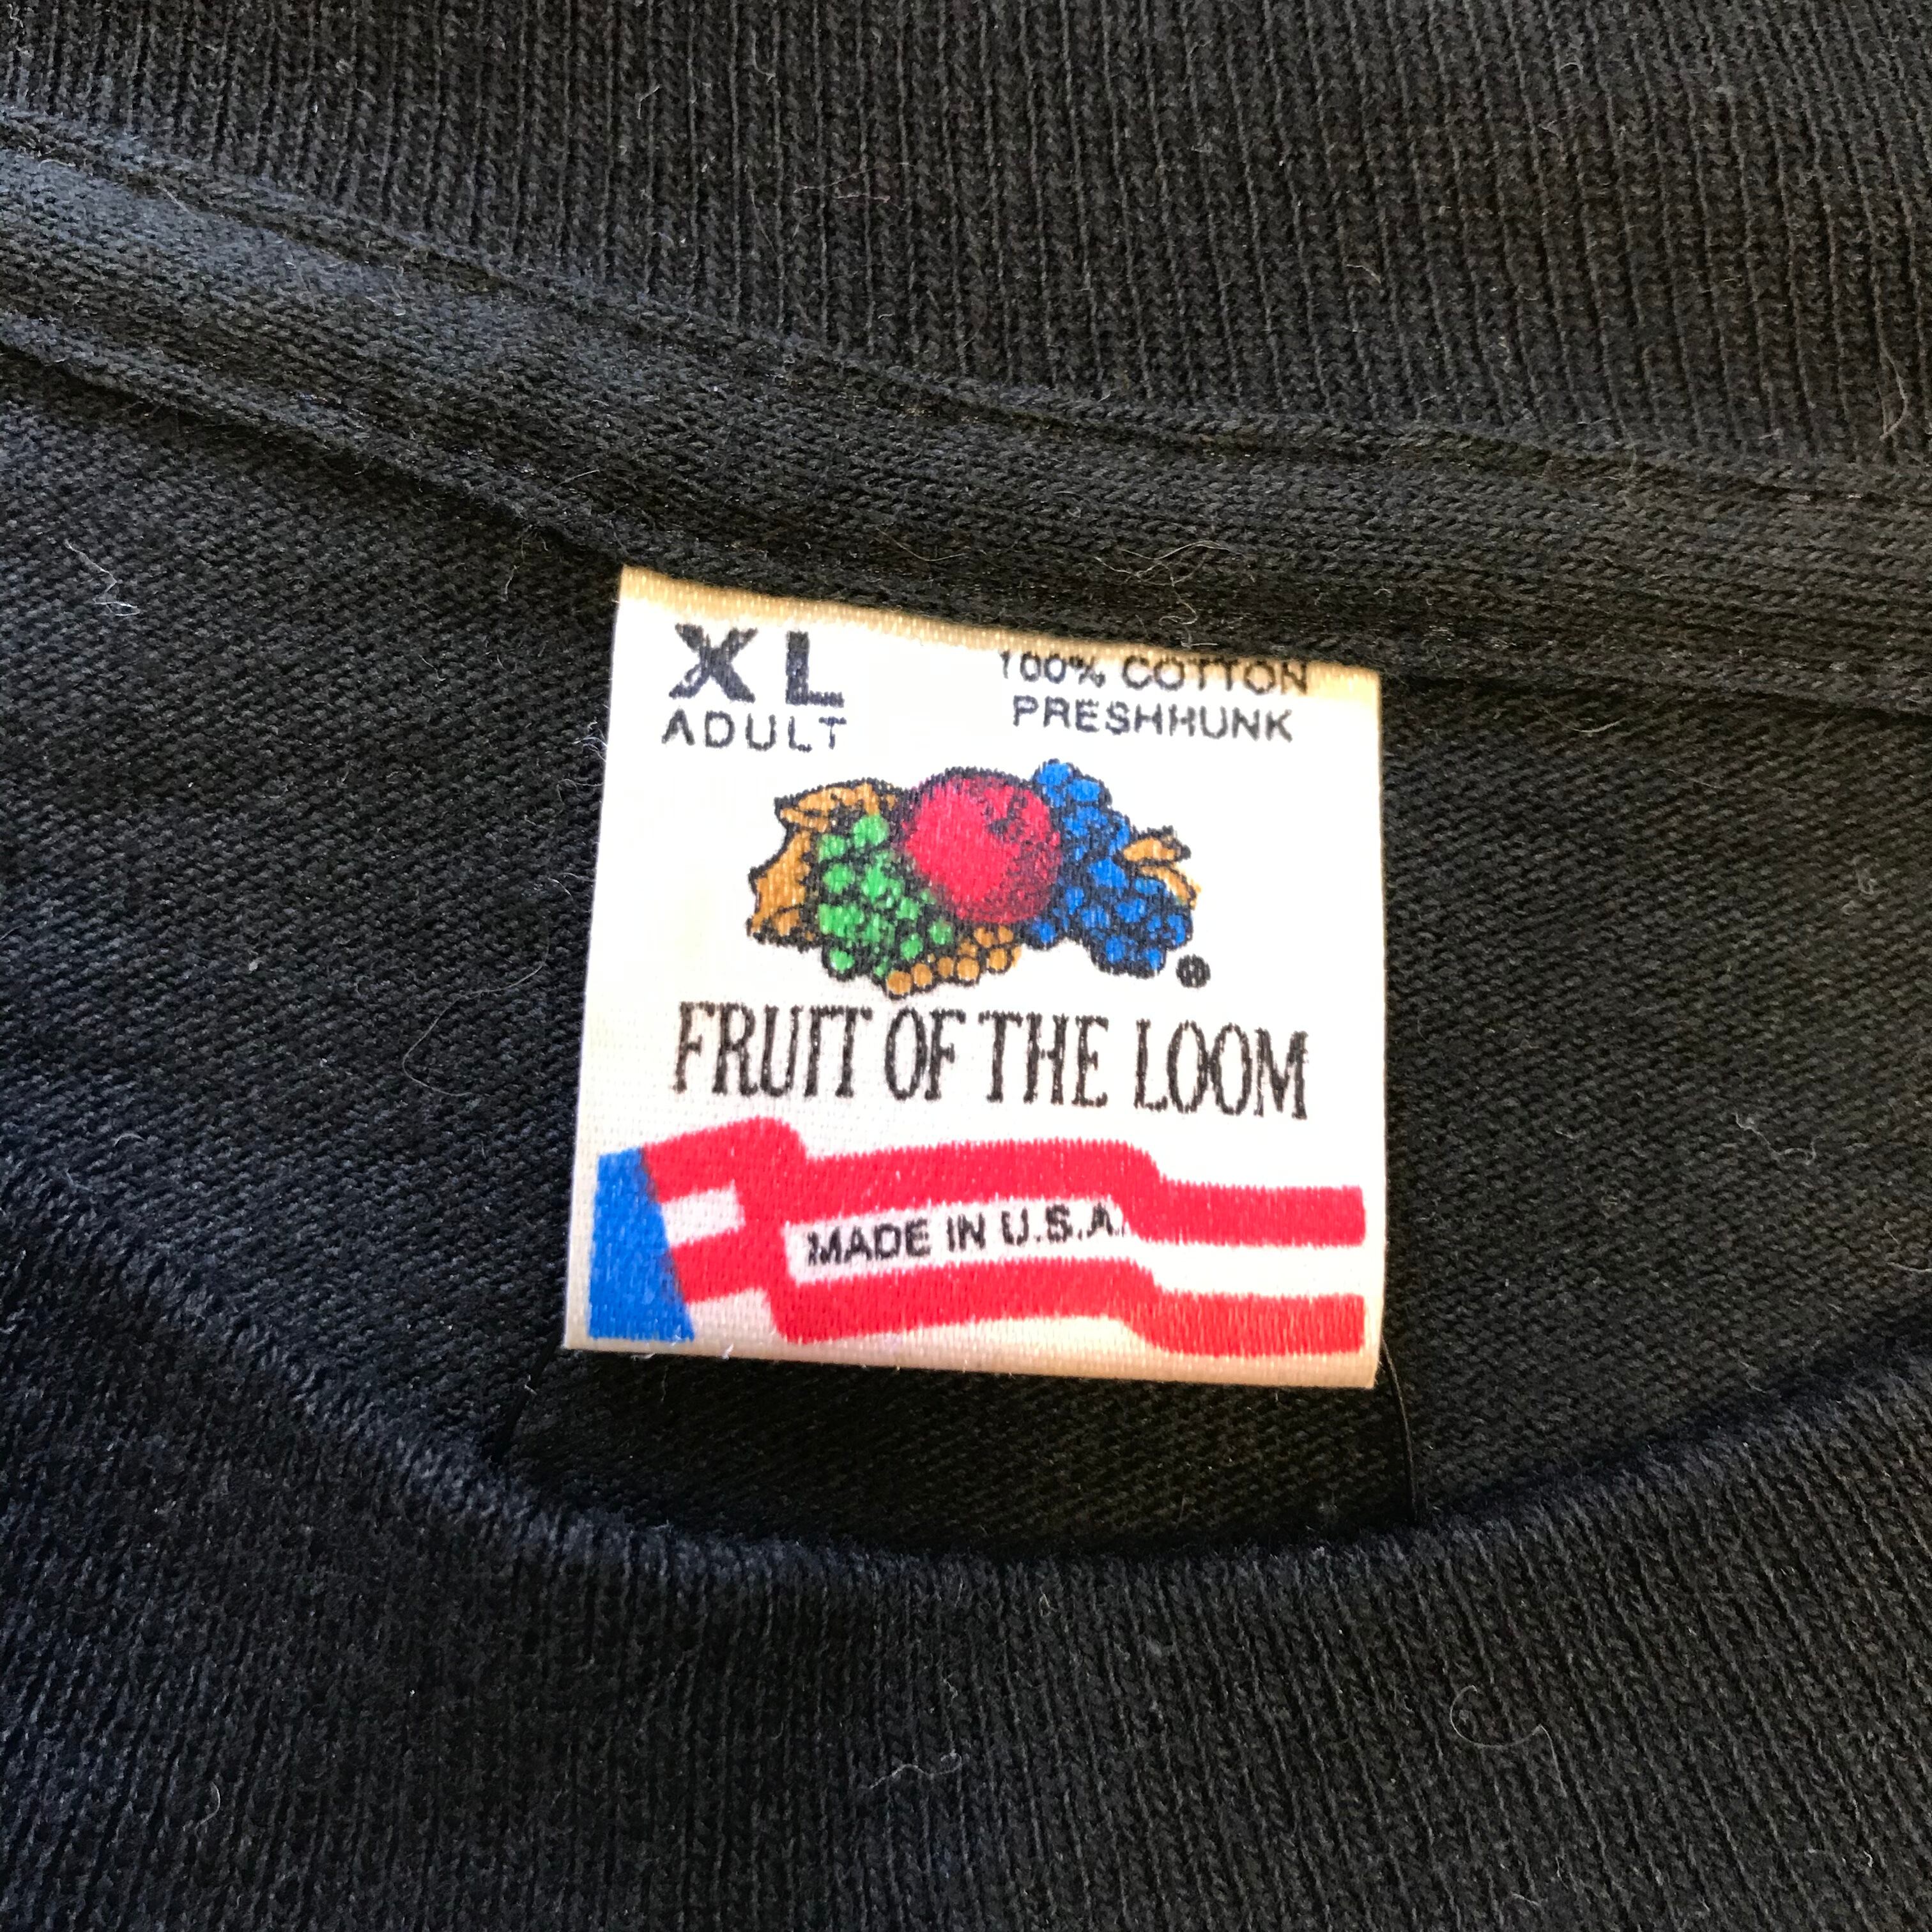 XL
ADULT
100% COTTON
PRESHHUNK
®
FRUIT OF THE LOOM
MADE IN U.S.A.